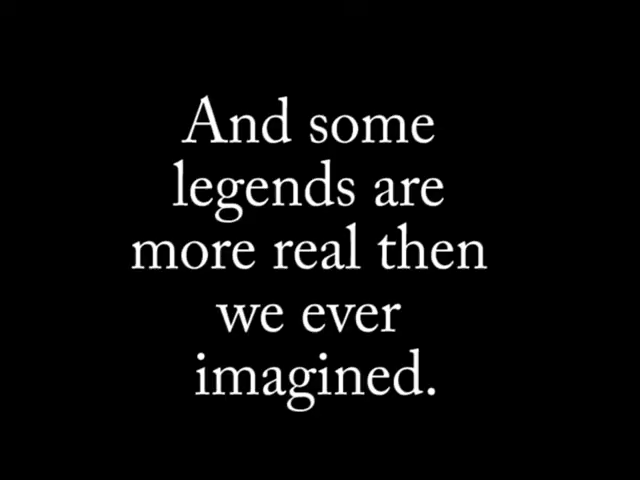 And some
legends are
more real then
we ever
imagined.